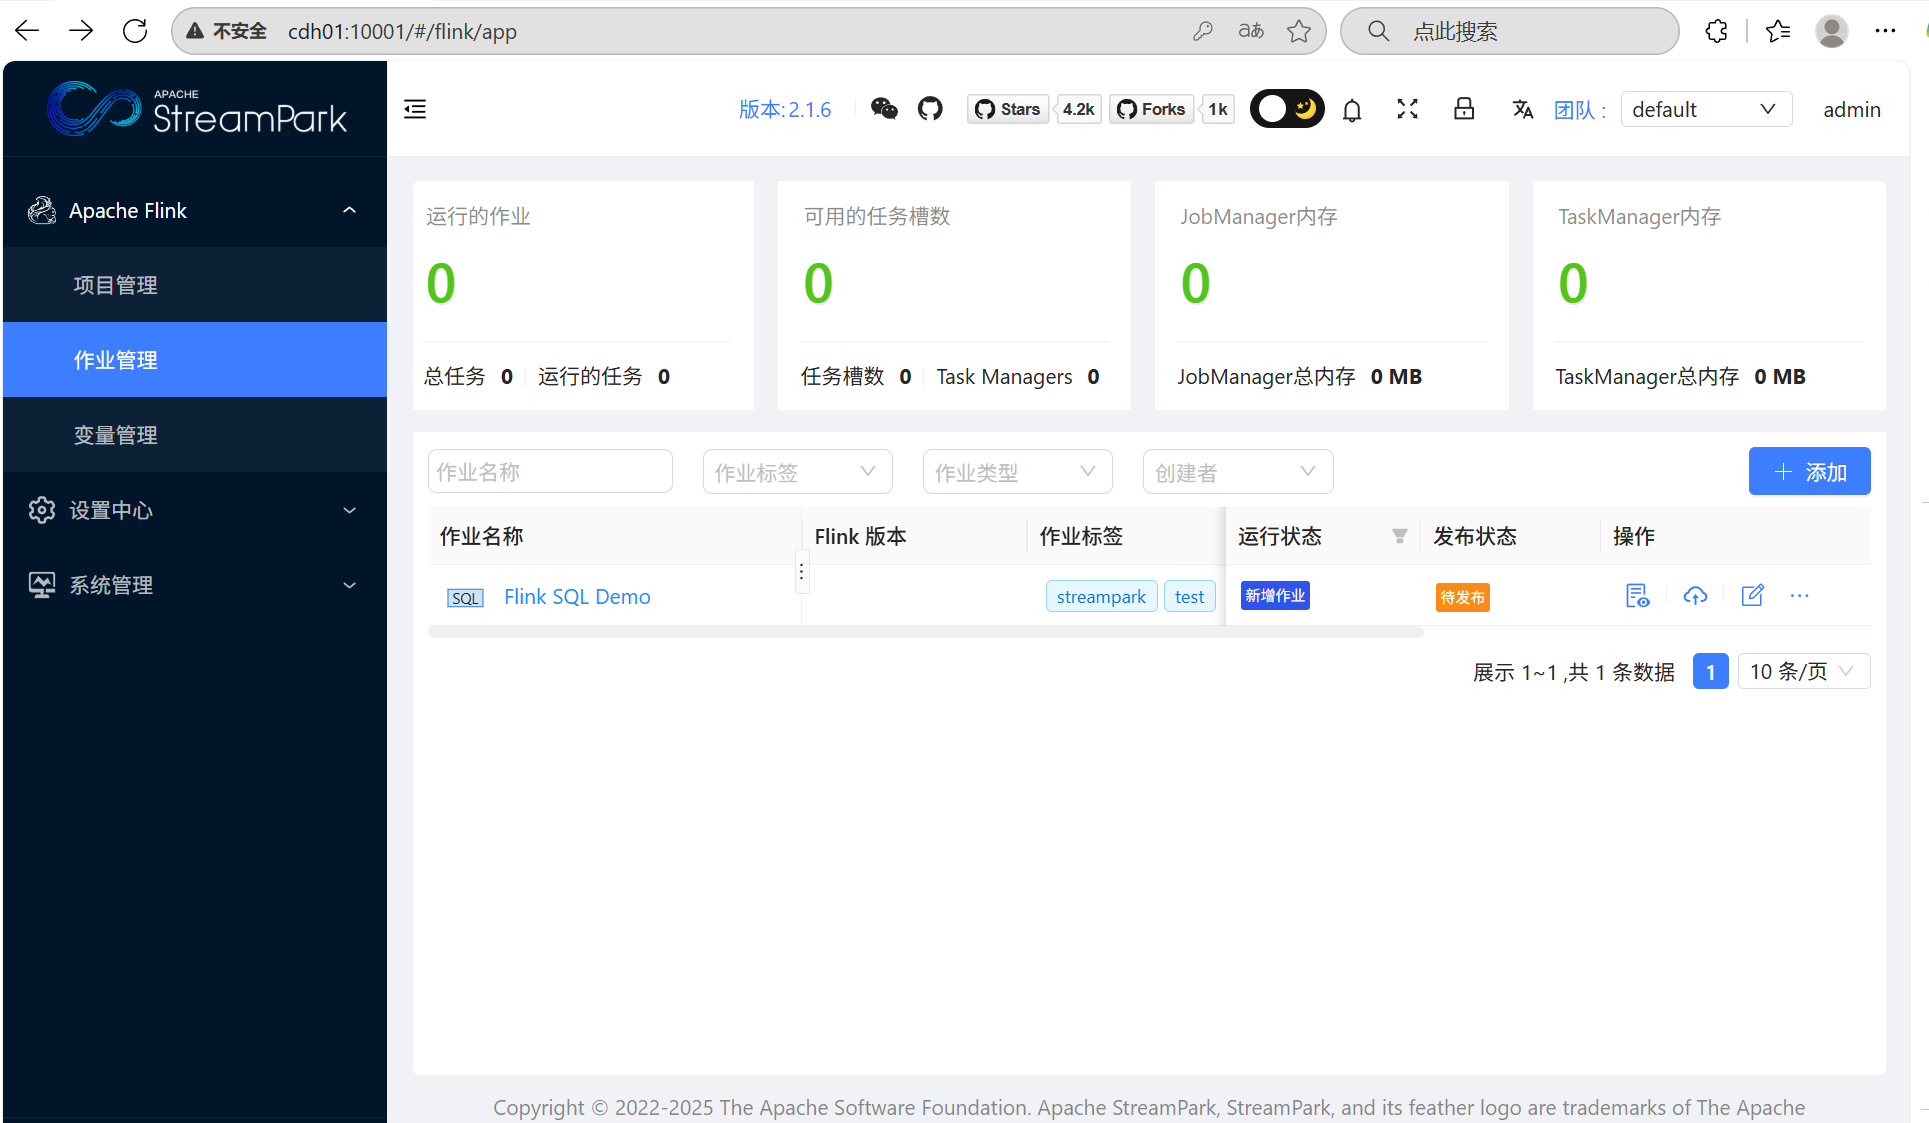 不安全 cdh01:10001/#/flink/app aあ 点此搜索
APACHE
StreamPark
版本: 2.1.6 Stars 4.2k Forks 1k 团队 : default admin
Apache Flink
项目管理
作业管理
变量管理
设置中心
系统管理
运行的作业 可用的任务槽数 JobManager内存 TaskManager内存
0 0 0 0
总任务 0 运行的任务 0 任务槽数 0 Task Managers 0 JobManager总内存 0 MB TaskManager总内存 0 MB
作业名称 作业标签 作业类型 创建者 添加
作业名称 Flink 版本 作业标签 运行状态 发布状态 操作
SQL Flink SQL Demo streampark test 新增作业 待发布
展示 1~1 ,共 1 条数据 1 10 条/页
Copyright © 2022-2025 The Apache Software Foundation. Apache StreamPark, StreamPark, and its feather logo are trademarks of The Apache